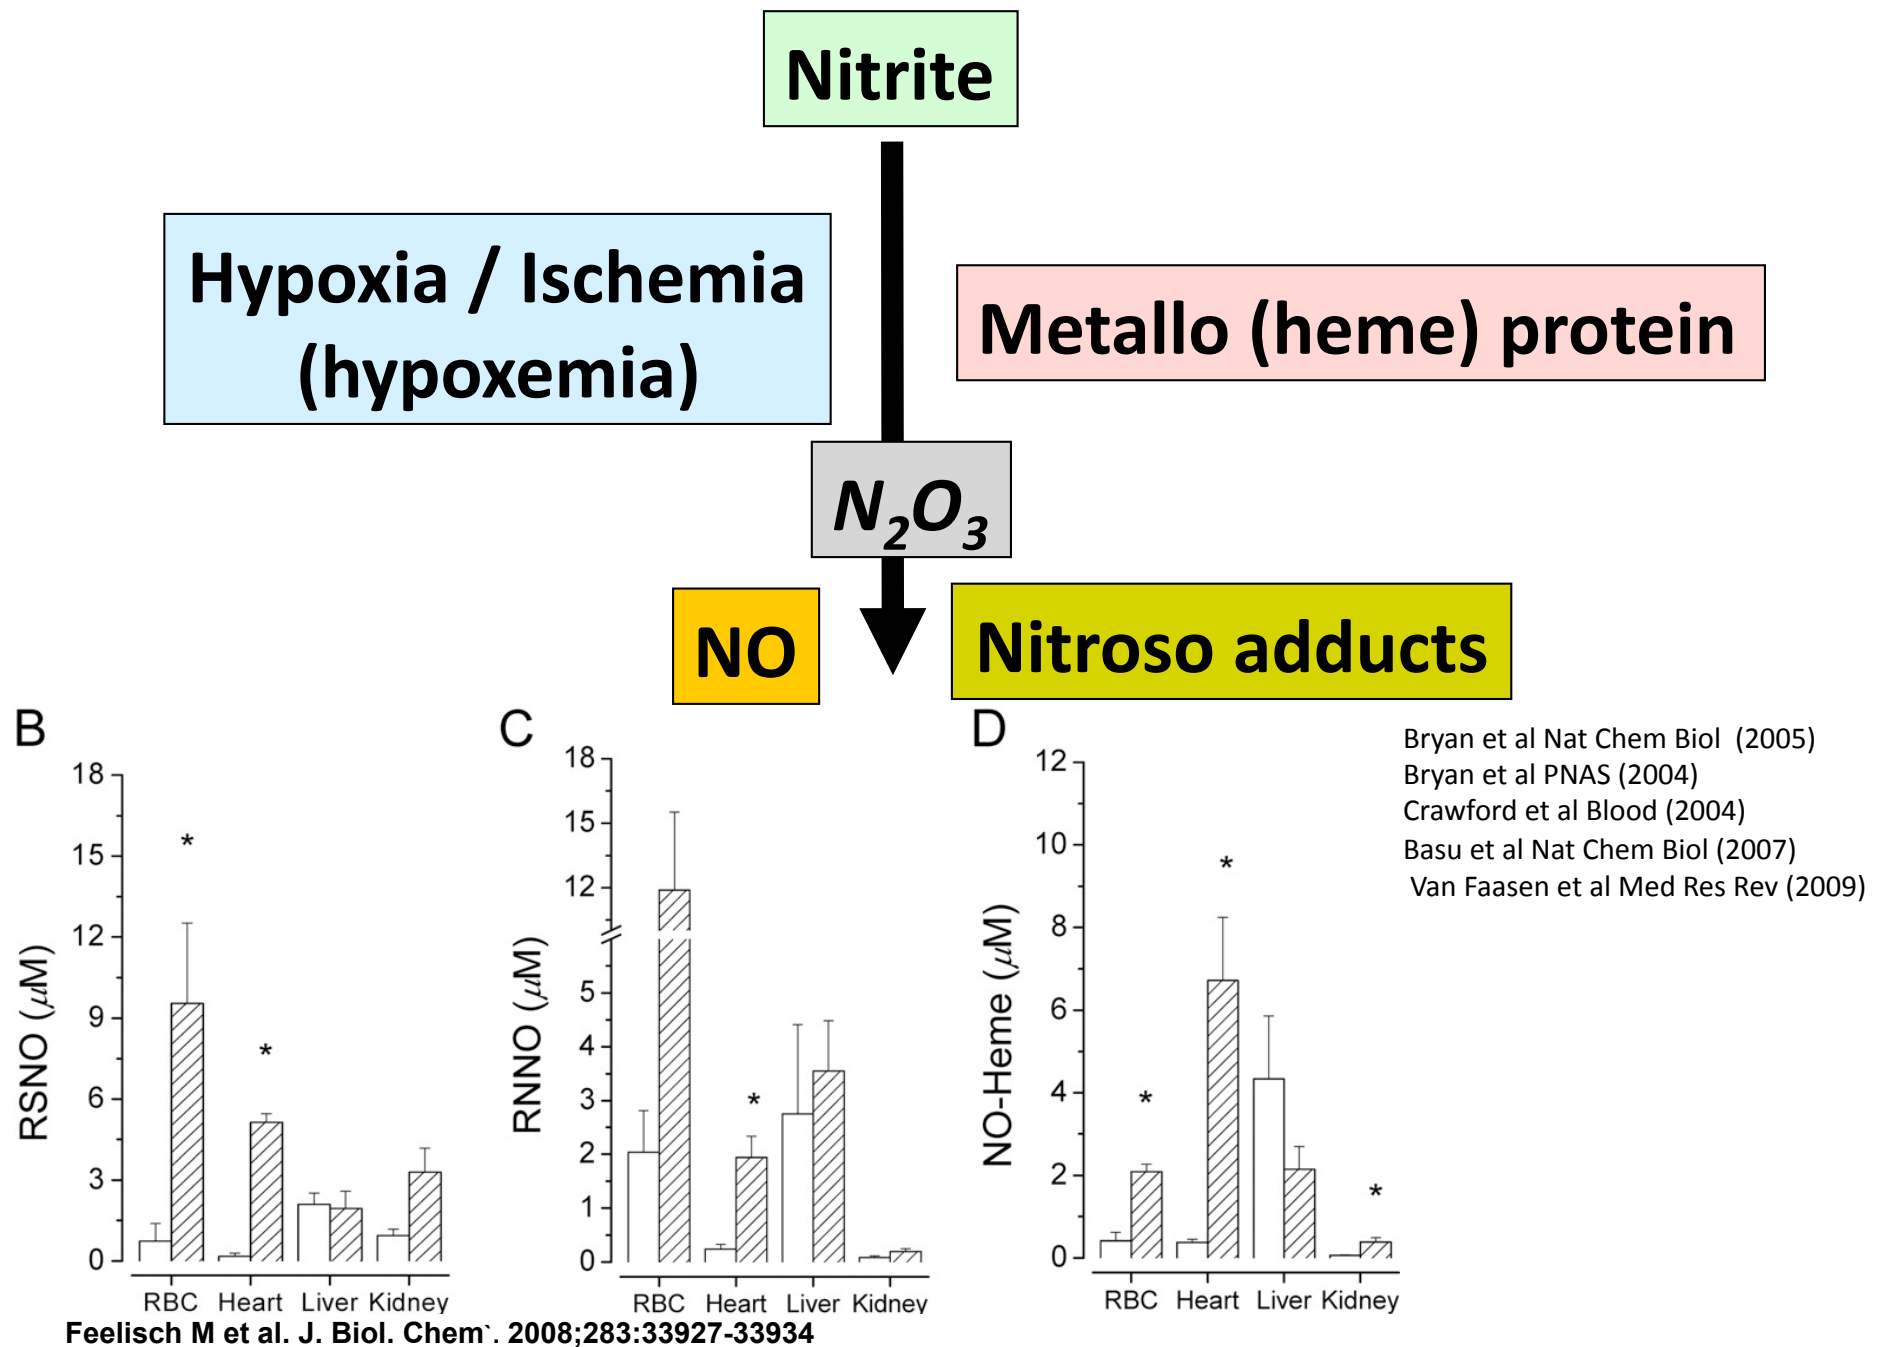 Nitrite
Hypoxia / Ischemia
(hypoxemia)
Metallo (heme) protein
N2O3
NO
Nitroso adducts
B
RSNO (μM)
18
15
12
9
6
3
0
*
*
RBC Heart Liver Kidney
C
RNNO (μM)
18
15
12
5
4
3
2
1
0
*
RBC Heart Liver Kidney
D
NO-Heme (μM)
12
10
8
6
4
2
0
*
*
*
RBC Heart Liver Kidney
Bryan et al Nat Chem Biol (2005)
Bryan et al PNAS (2004)
Crawford et al Blood (2004)
Basu et al Nat Chem Biol (2007)
Van Faasen et al Med Res Rev (2009)
Feelisch M et al. J. Biol. Chem`. 2008;283:33927-33934